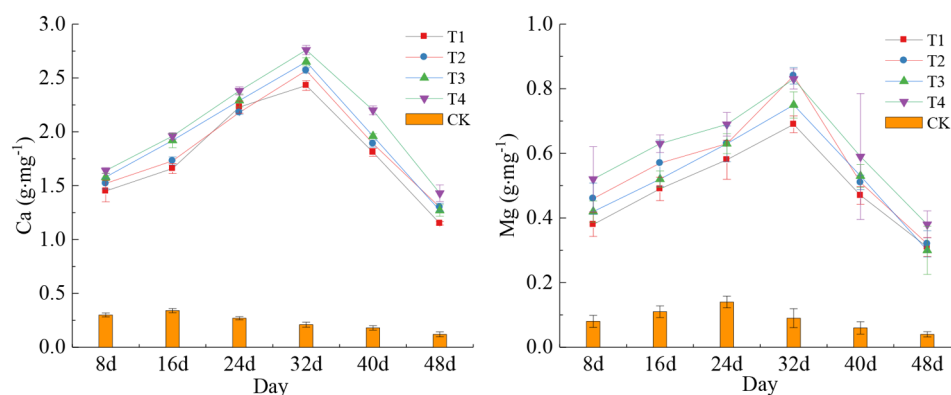 3.0
2.5
2.0
1.5
1.0
0.5
0.0
Ca (g·mg⁻¹)
T1
T2
T3
T4
CK
8d 16d 24d 32d 40d 48d
Day
1.0
0.8
0.6
0.4
0.2
0.0
Mg (g·mg⁻¹)
T1
T2
T3
T4
CK
8d 16d 24d 32d 40d 48d
Day